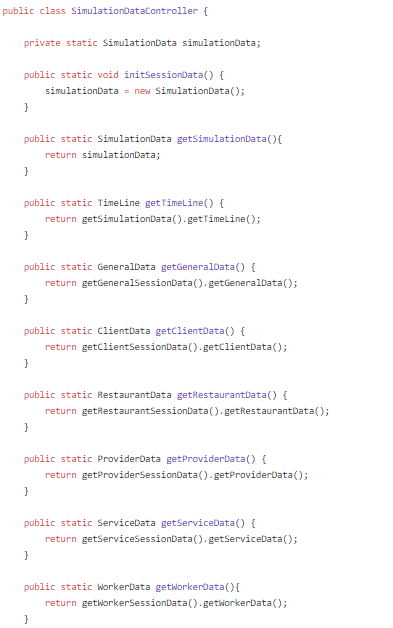 public class SimulationDataController {
private static SimulationData simulationData;
public static void initSessionData() {
simulationData = new SimulationData();
}
public static SimulationData getSimulationData(){
return simulationData;
}
public static TimeLine getTimeLine() {
return getSimulationData().getTimeLine();
}
public static GeneralData getGeneralData() {
return getGeneralSessionData().getGeneralData();
}
public static ClientData getClientData() {
return getClientSessionData().getClientData();
}
public static RestaurantData getRestaurantData() {
return getRestaurantSessionData().getRestaurantData();
}
public static ProviderData getProviderData() {
return getProviderSessionData().getProviderData();
}
public static ServiceData getServiceData() {
return getServiceSessionData().getServiceData();
}
public static WorkerData getWorkerData(){
return getWorkerSessionData().getWorkerData();
}